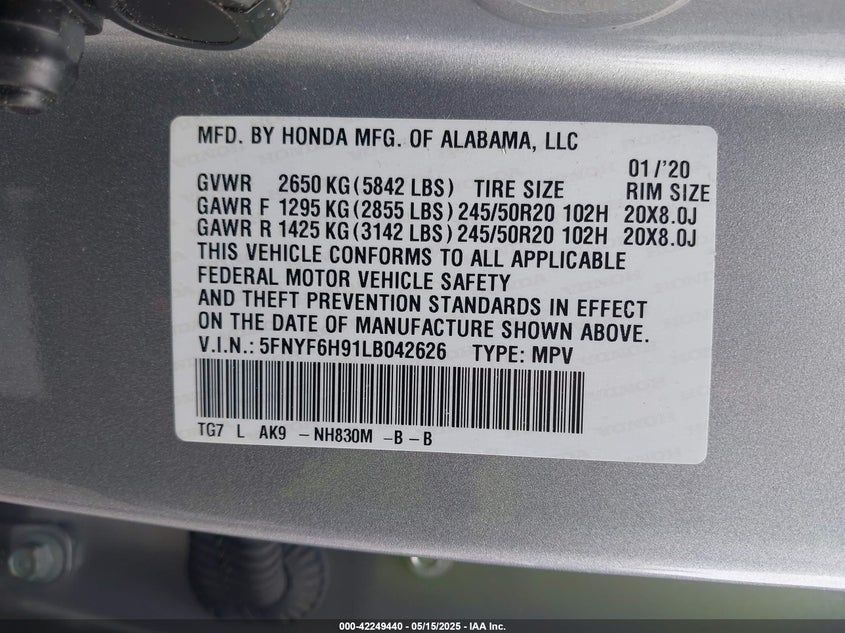 MFD. BY HONDA MFG. OF ALABAMA, LLC
01/'20
GVWR 2650 KG (5842 LBS) TIRE SIZE RIM SIZE
GAWR F 1295 KG (2855 LBS) 245/50R20 102H 20X8.0J
GAWR R 1425 KG (3142 LBS) 245/50R20 102H 20X8.0J
THIS VEHICLE CONFORMS TO ALL APPLICABLE
FEDERAL MOTOR VEHICLE SAFETY
AND THEFT PREVENTION STANDARDS IN EFFECT
ON THE DATE OF MANUFACTURE SHOWN ABOVE.
V.I.N.: 5FNYF6H91LB042626 TYPE: MPV
TG7 L AK9 - NH830M - B - B
000-42249440 - 05/15/2025 - IAA Inc.